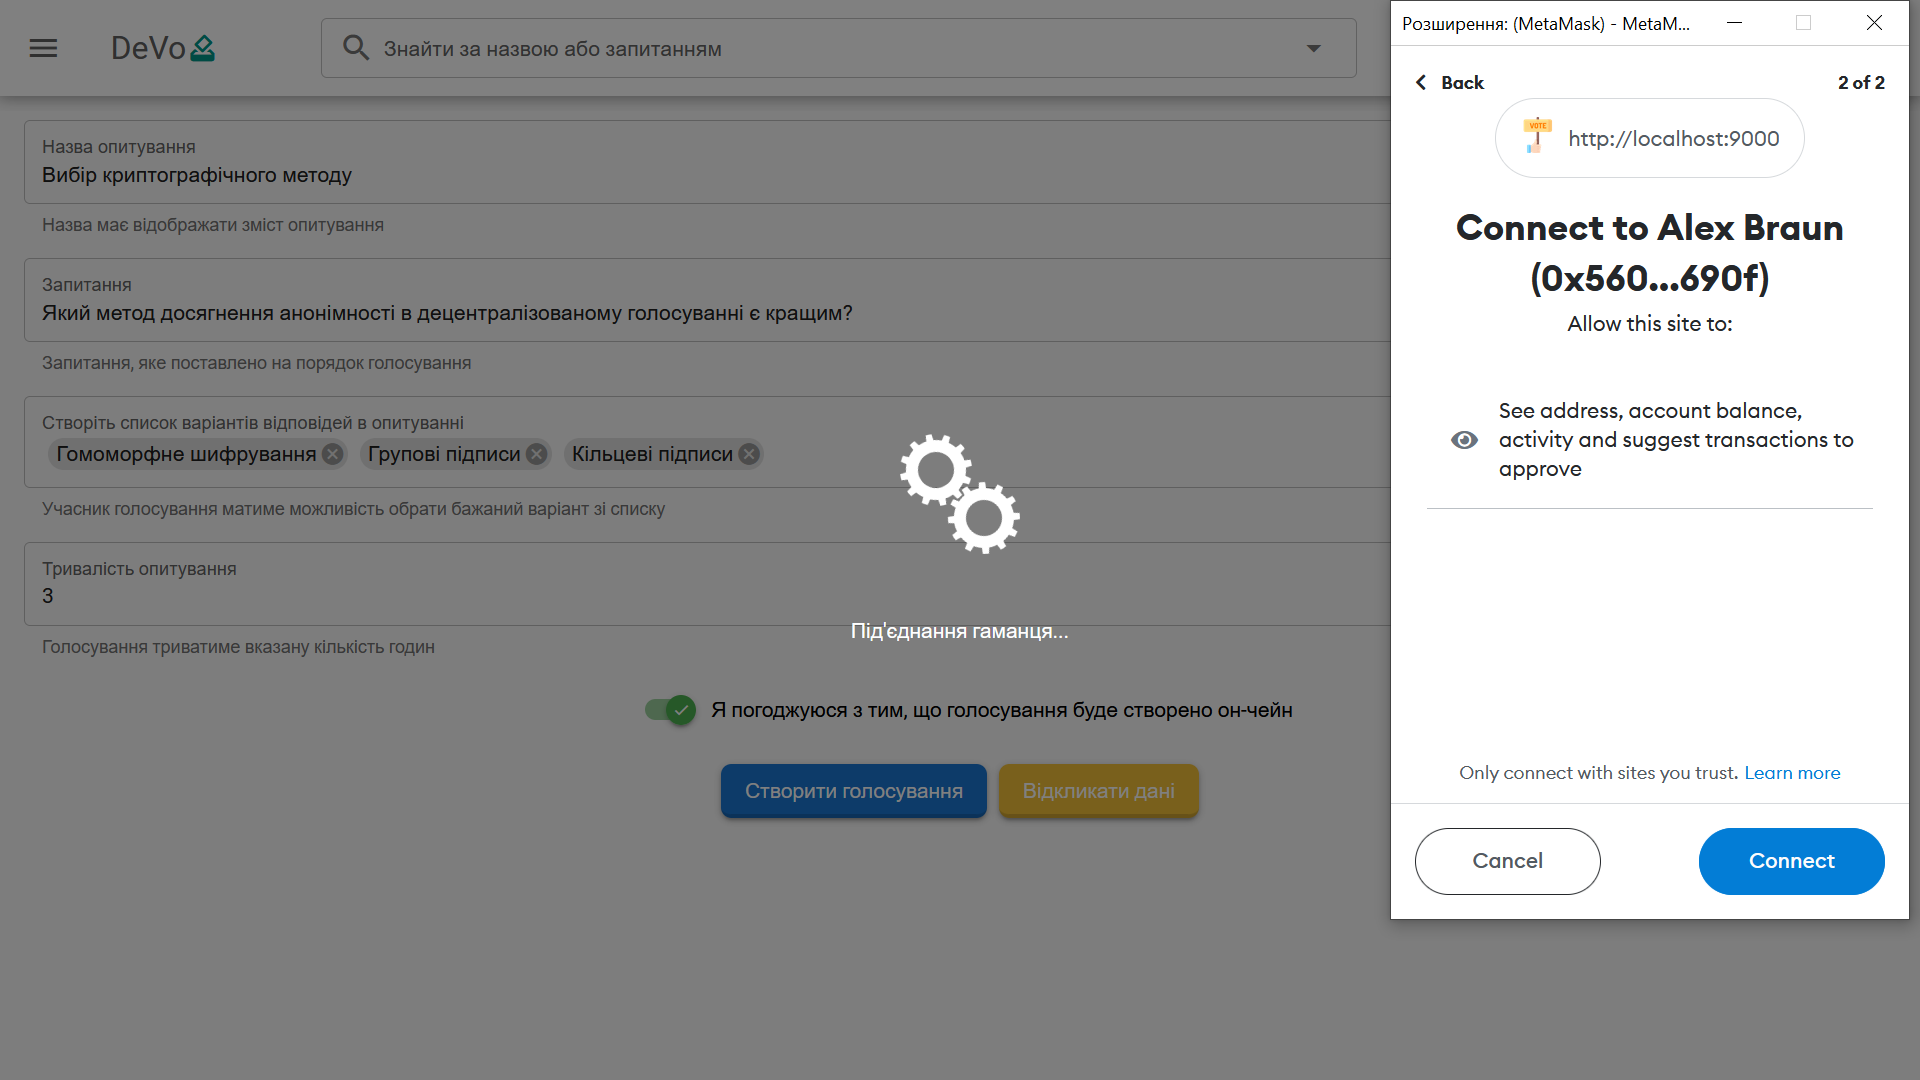 DeVo
Знайти за назвою або запитанням
Назва опитування
Вибір криптографічного методу
Назва має відображати зміст опитування
Запитання
Який метод досягнення анонімності в децентралізованому голосуванні є кращим?
Запитання, яке поставлено на порядок голосування
Створіть список варіантів відповідей в опитуванні
Гомоморфне шифрування Групові підписи Кільцеві підписи
Учасник голосування матиме можливість обрати бажаний варіант зі списку
Тривалість опитування
3
Голосування триватиме вказану кількість годин
Під'єднання гаманця...
Я погоджуюся з тим, що голосування буде створено он-чейн
Створити голосування Відкликати дані
Розширення: (MetaMask) - MetaM...
Back 2 of 2
VOTE
http://localhost:9000
Connect to Alex Braun
(0x560...690f)
Allow this site to:
See address, account balance,
activity and suggest transactions to
approve
Only connect with sites you trust. Learn more
Cancel Connect